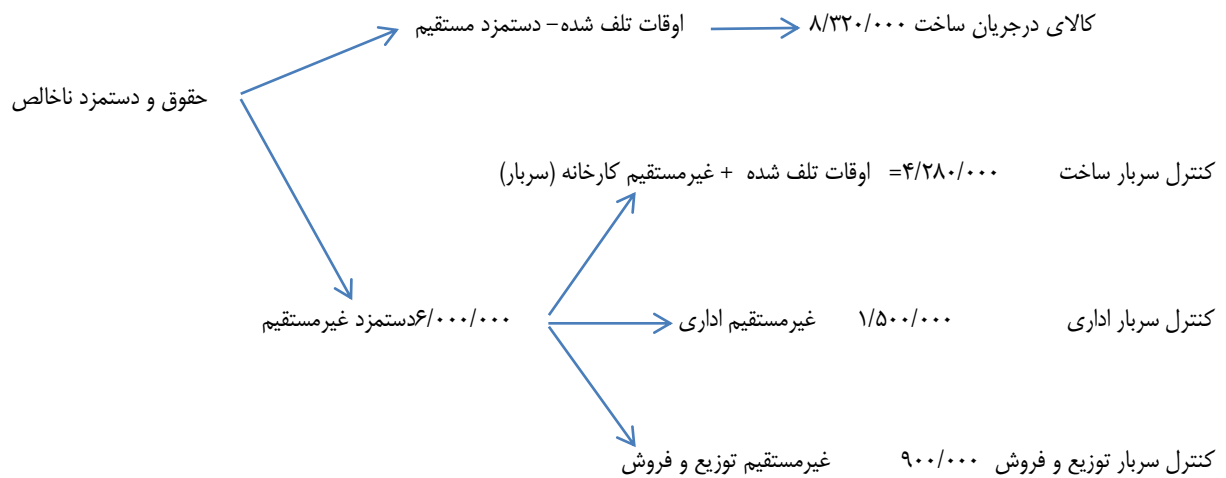 کالای درجریان ساخت ۸/۳۲۰/۰۰۰ اوقات تلف شده– دستمزد مستقیم
حقوق و دستمزد ناخالص
کنترل سربار ساخت ۴/۲۸۰/۰۰۰= اوقات تلف شده + غیرمستقیم کارخانه (سربار)
کنترل سربار اداری ۱/۵۰۰/۰۰۰ غیرمستقیم اداری ۶/۰۰۰/۰۰۰دستمزد غیرمستقیم
کنترل سربار توزیع و فروش ۹۰۰/۰۰۰ غیرمستقیم توزیع و فروش